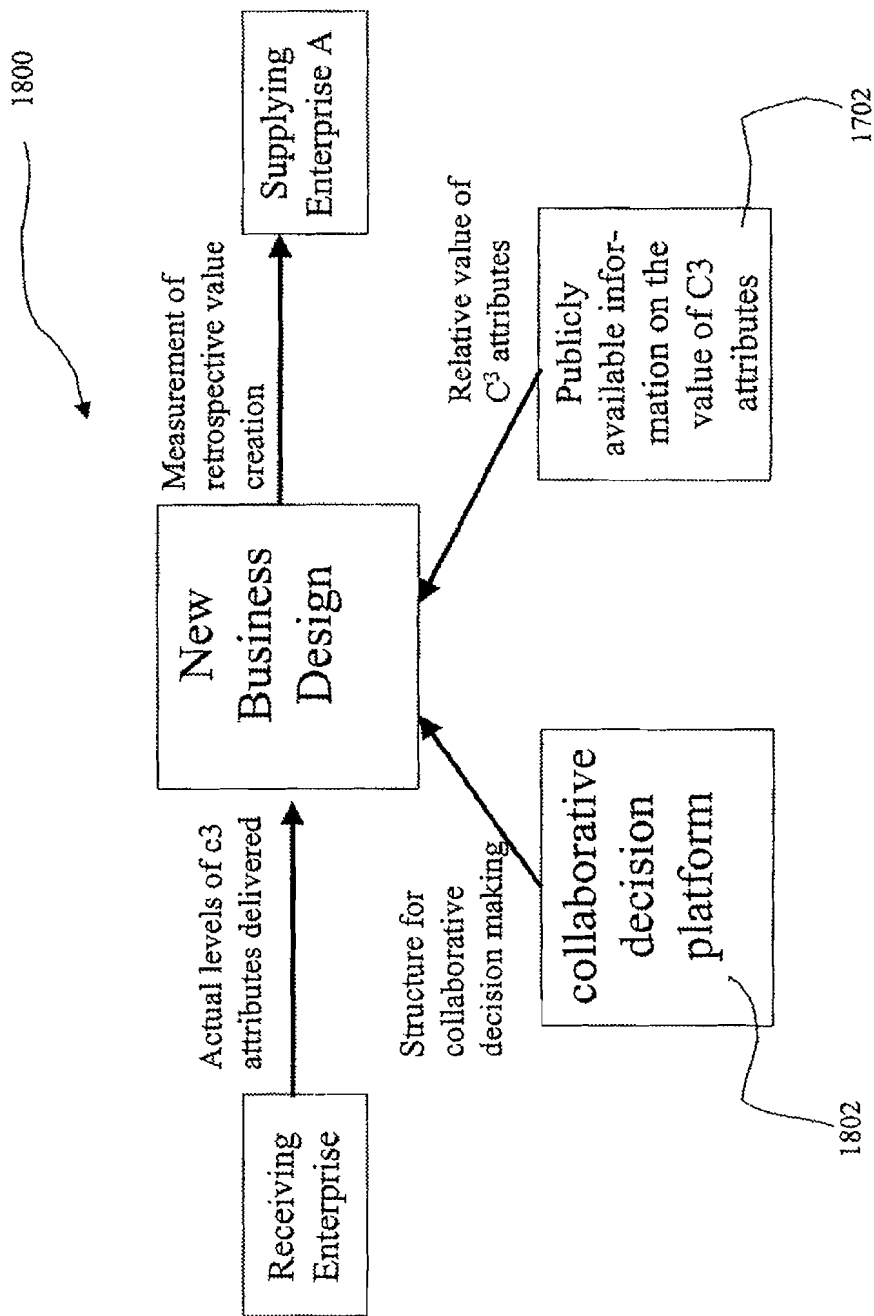 1800
Receiving
Enterprise
Actual levels of c3
attributes delivered
New
Business
Design
Measurement of
retrospective value
creation
Supplying
Enterprise A
Structure for
collaborative
decision making
Relative value of
C³ attributes
collaborative
decision
platform
Publicly
available infor-
mation on the
value of C3
attributes
1802
1702